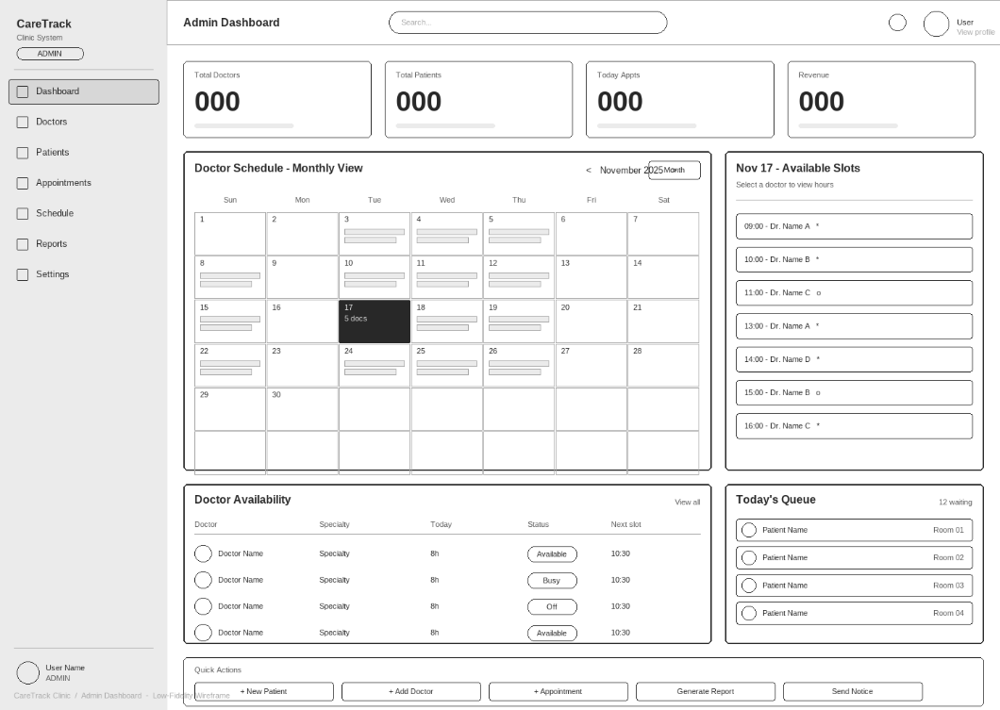 CareTrack
Clinic System
ADMIN
Dashboard
Doctors
Patients
Appointments
Schedule
Reports
Settings
User Name
ADMIN
CareTrack Clinic / Admin Dashboard - Low-Fidelity Wireframe
Admin Dashboard
Search...
User
View profile
Total Doctors
000
Total Patients
000
Today Appts
000
Revenue
000
Doctor Schedule - Monthly View
< November 2025 >
Month
Sun Mon Tue Wed Thu Fri Sat
1 2 3 4 5 6 7
8 9 10 11 12 13 14
15 16 17 18 19 20 21
5 docs
22 23 24 25 26 27 28
29 30
Nov 17 - Available Slots
Select a doctor to view hours
09:00 - Dr. Name A *
10:00 - Dr. Name B *
11:00 - Dr. Name C o
13:00 - Dr. Name A *
14:00 - Dr. Name D *
15:00 - Dr. Name B o
16:00 - Dr. Name C *
Doctor Availability
View all
Doctor Specialty Today Status Next slot
Doctor Name Specialty 8h Available 10:30
Doctor Name Specialty 8h Busy 10:30
Doctor Name Specialty 8h Off 10:30
Doctor Name Specialty 8h Available 10:30
Today's Queue
12 waiting
Patient Name Room 01
Patient Name Room 02
Patient Name Room 03
Patient Name Room 04
Quick Actions
+ New Patient
+ Add Doctor
+ Appointment
Generate Report
Send Notice